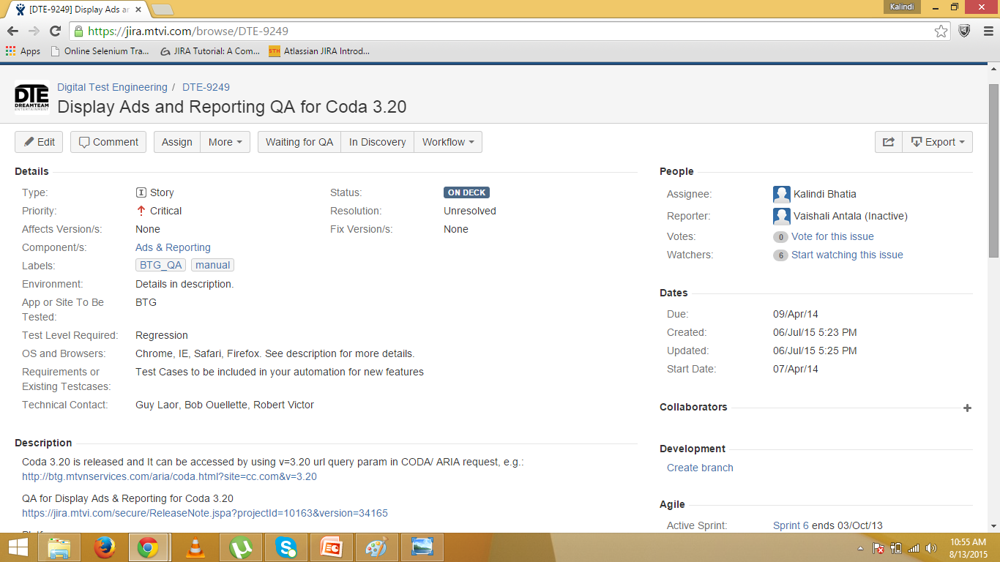 [DTE-9249] Display Ads ar
Kalindi
https://jira.mtvi.com/browse/DTE-9249
Apps Online Selenium Tra... JIRA Tutorial: A Com... STH Atlassian JIRA Introd...
DTE
DREAMTEAM
ENTERTAINMENT
Digital Test Engineering / DTE-9249
Display Ads and Reporting QA for Coda 3.20
Edit Comment Assign More Waiting for QA In Discovery Workflow Export
Details
Type: Story Status: ON DECK
Priority: Critical Resolution: Unresolved
Affects Version/s: None Fix Version/s: None
Component/s: Ads & Reporting
Labels: BTG_QA manual
Environment: Details in description.
App or Site To Be Tested: BTG
Test Level Required: Regression
OS and Browsers: Chrome, IE, Safari, Firefox. See description for more details.
Requirements or Existing Testcases: Test Cases to be included in your automation for new features
Technical Contact: Guy Laor, Bob Ouellette, Robert Victor
Description
Coda 3.20 is released and It can be accessed by using v=3.20 url query param in CODA/ ARIA request, e.g.:
http://btg.mtvnservices.com/aria/coda.html?site=cc.com&v=3.20
QA for Display Ads & Reporting for Coda 3.20
https://jira.mtvi.com/secure/ReleaseNote.jspa?projectId=10163&version=34165
People
Assignee: Kalindi Bhatia
Reporter: Vaishali Antala (Inactive)
Votes: 0 Vote for this issue
Watchers: 6 Start watching this issue
Dates
Due: 09/Apr/14
Created: 06/Jul/15 5:23 PM
Updated: 06/Jul/15 5:25 PM
Start Date: 07/Apr/14
Collaborators
Development
Create branch
Agile
Active Sprint: Sprint 6 ends 03/Oct/13
10:55 AM
8/13/2015